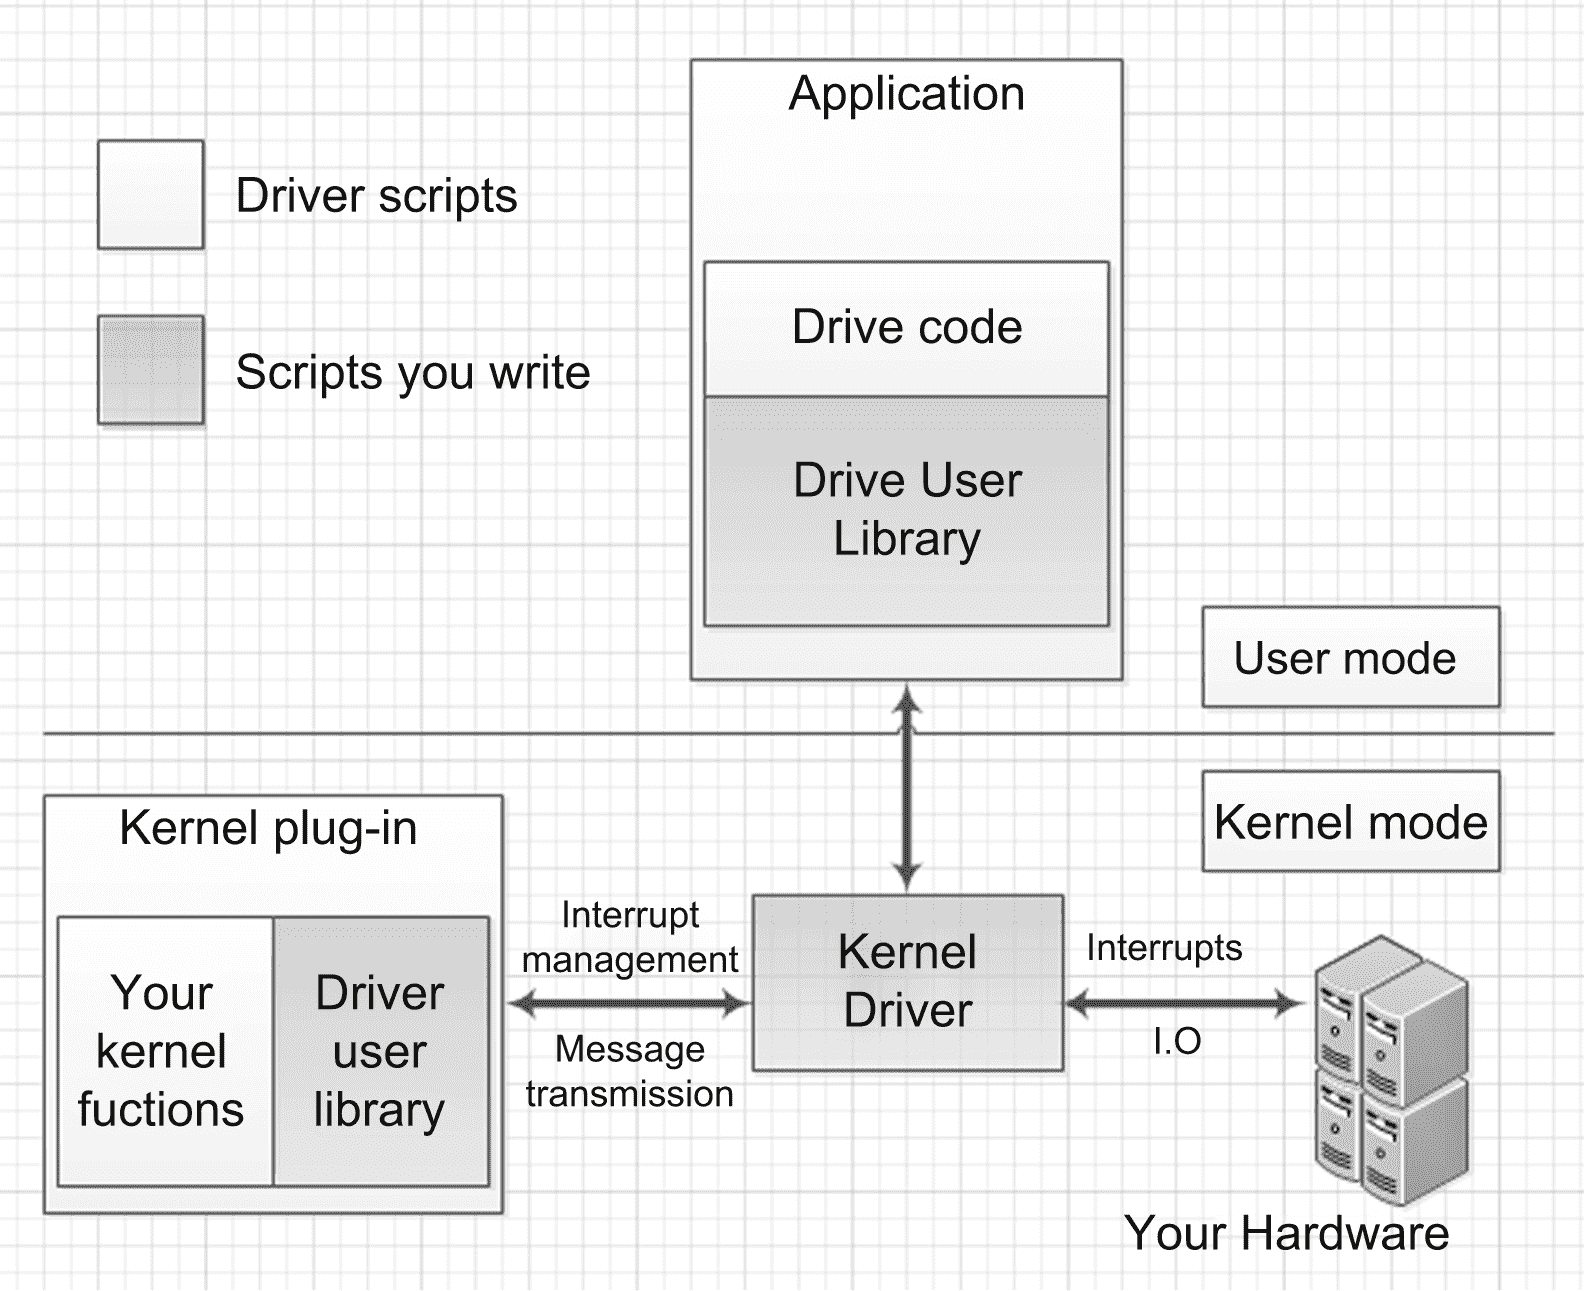 Application
Driver scripts
Drive code
Scripts you write
Drive User
Library
User mode
Kernel mode
Kernel plug-in
Your
kernel
fuctions
Driver
user
library
Interrupt
management
Message
transmission
Kernel
Driver
Interrupts
I.O
Your Hardware